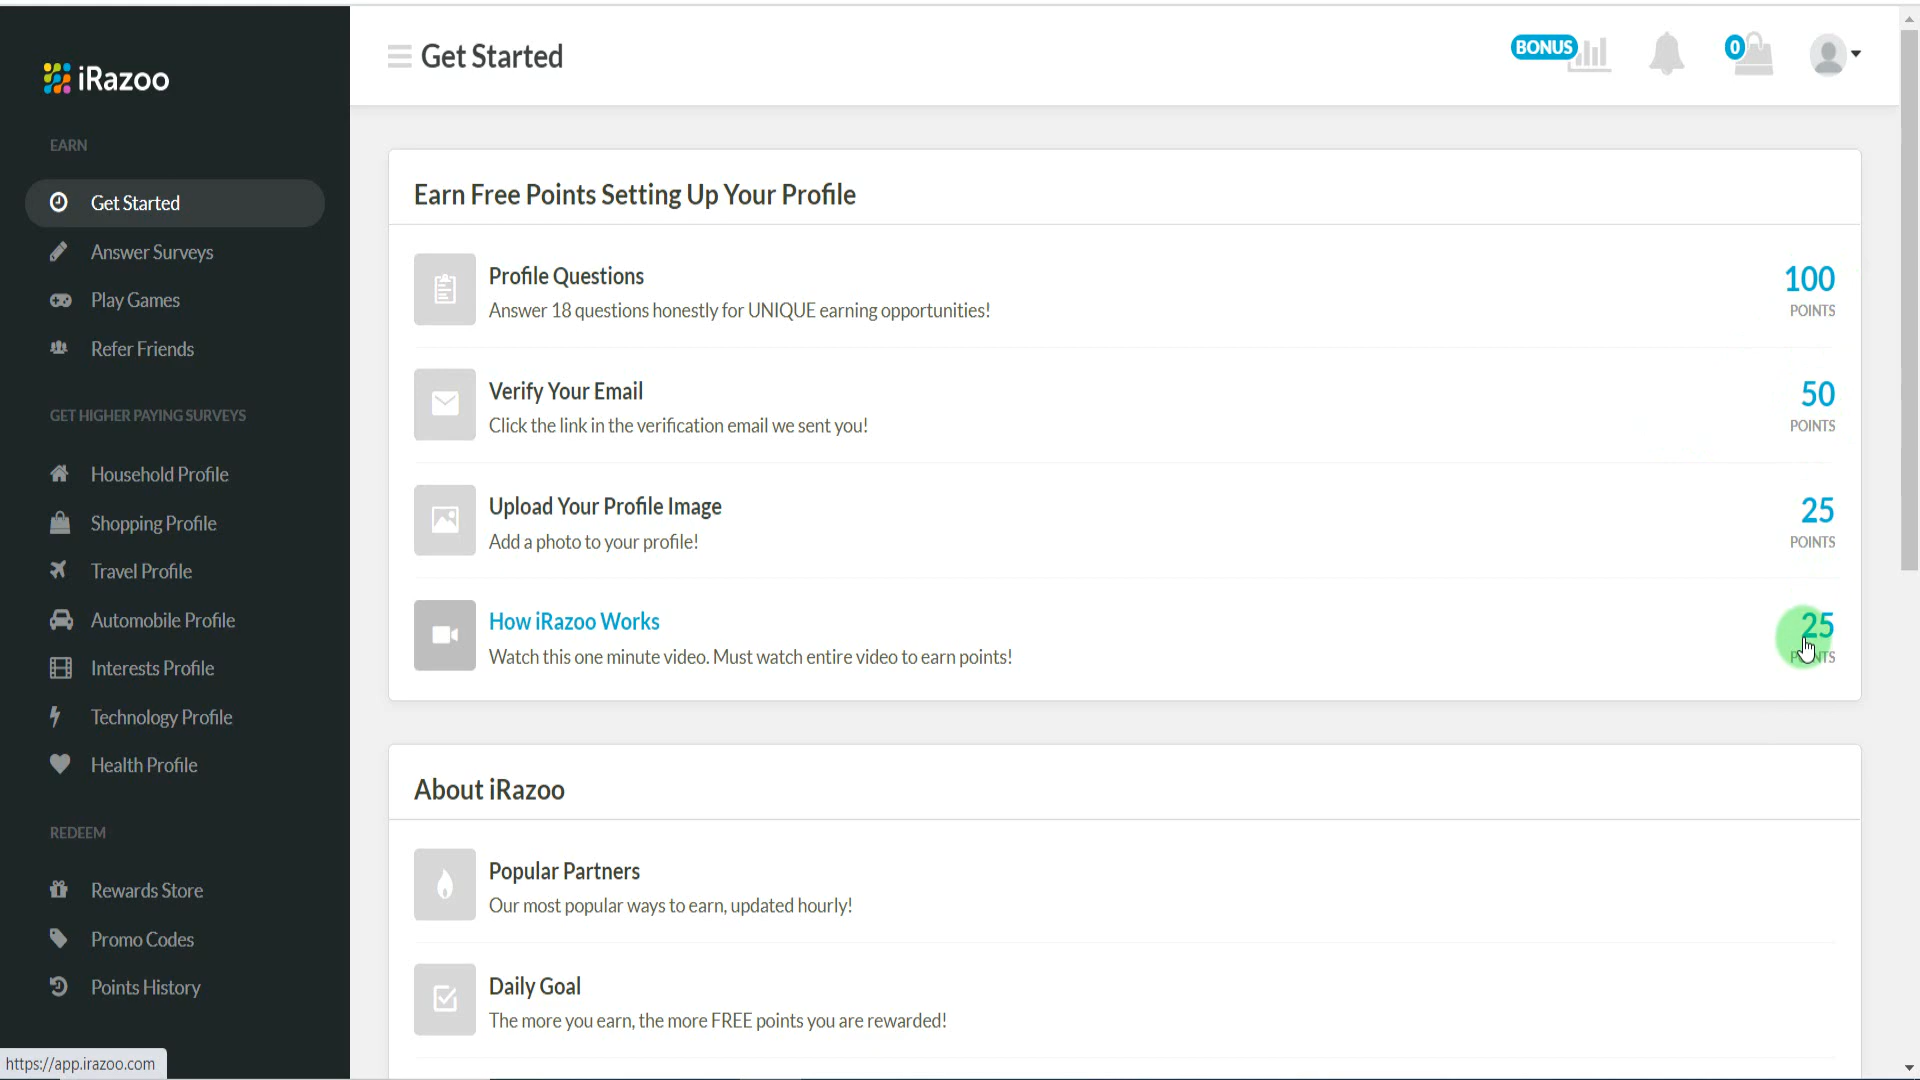 iRazoo
EARN
Get Started
Answer Surveys
Play Games
Refer Friends
GET HIGHER PAYING SURVEYS
Household Profile
Shopping Profile
Travel Profile
Automobile Profile
Interests Profile
Technology Profile
Health Profile
REDEEM
Rewards Store
Promo Codes
Points History
https://app.irazoo.com
Get Started
BONUS
0
Earn Free Points Setting Up Your Profile
Profile Questions
Answer 18 questions honestly for UNIQUE earning opportunities!
100
POINTS
Verify Your Email
Click the link in the verification email we sent you!
50
POINTS
Upload Your Profile Image
Add a photo to your profile!
25
POINTS
How iRazoo Works
Watch this one minute video. Must watch entire video to earn points!
25
POINTS
About iRazoo
Popular Partners
Our most popular ways to earn, updated hourly!
Daily Goal
The more you earn, the more FREE points you are rewarded!